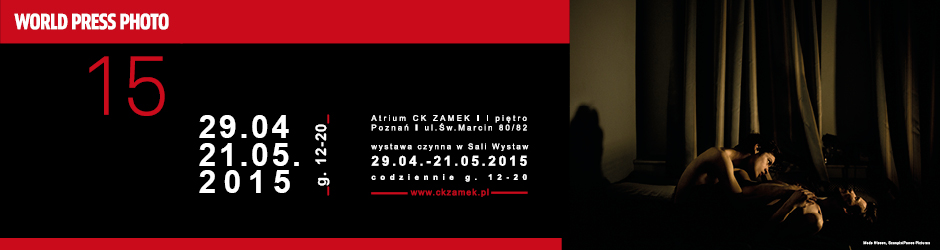 WORLD PRESS PHOTO
15
29.04
21.05.
2015
g. 12-20
Atrium CK ZAMEK I I piętro
Poznań I ul.Św.Marcin 80/82
wystawa czynna w Sali Wystaw
29.04.-21.05.2015
codziennie g. 12-20
www.ckzamek.pl
Mads Nissen, Scanpix/Panos Pictures